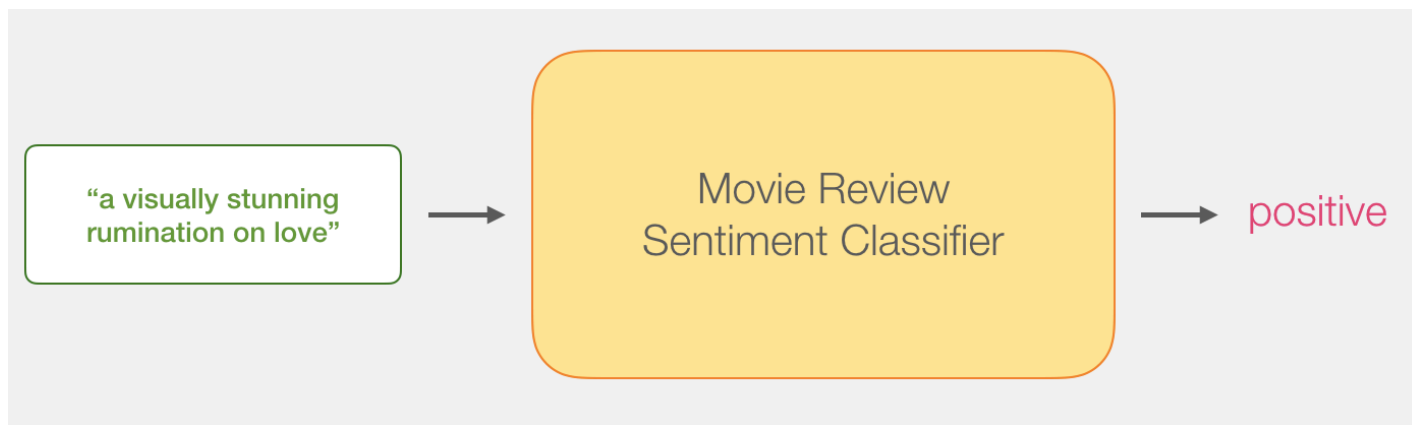 “a visually stunning
rumination on love”
Movie Review
Sentiment Classifier
positive